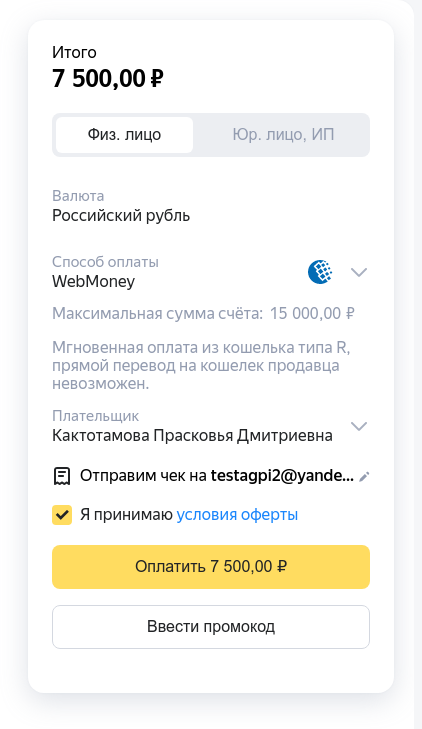 Итого
7 500,00 ₽
Физ. лицо
Юр. лицо, ИП
Валюта
Российский рубль
Способ оплаты
WebMoney
Максимальная сумма счёта: 15 000,00 ₽
Мгновенная оплата из кошелька типа R,
прямой перевод на кошелек продавца
невозможен.
Плательщик
Кактотамова Прасковья Дмитриевна
Отправим чек на testagpi2@yande...
Я принимаю условия оферты
Оплатить 7 500,00 ₽
Ввести промокод